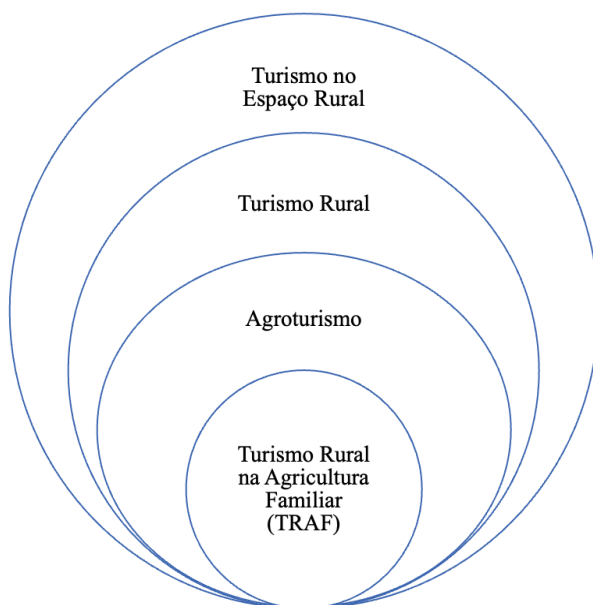 Turismo no
Espaço Rural
Turismo Rural
Agroturismo
Turismo Rural
na Agricultura
Familiar
(TRAF)